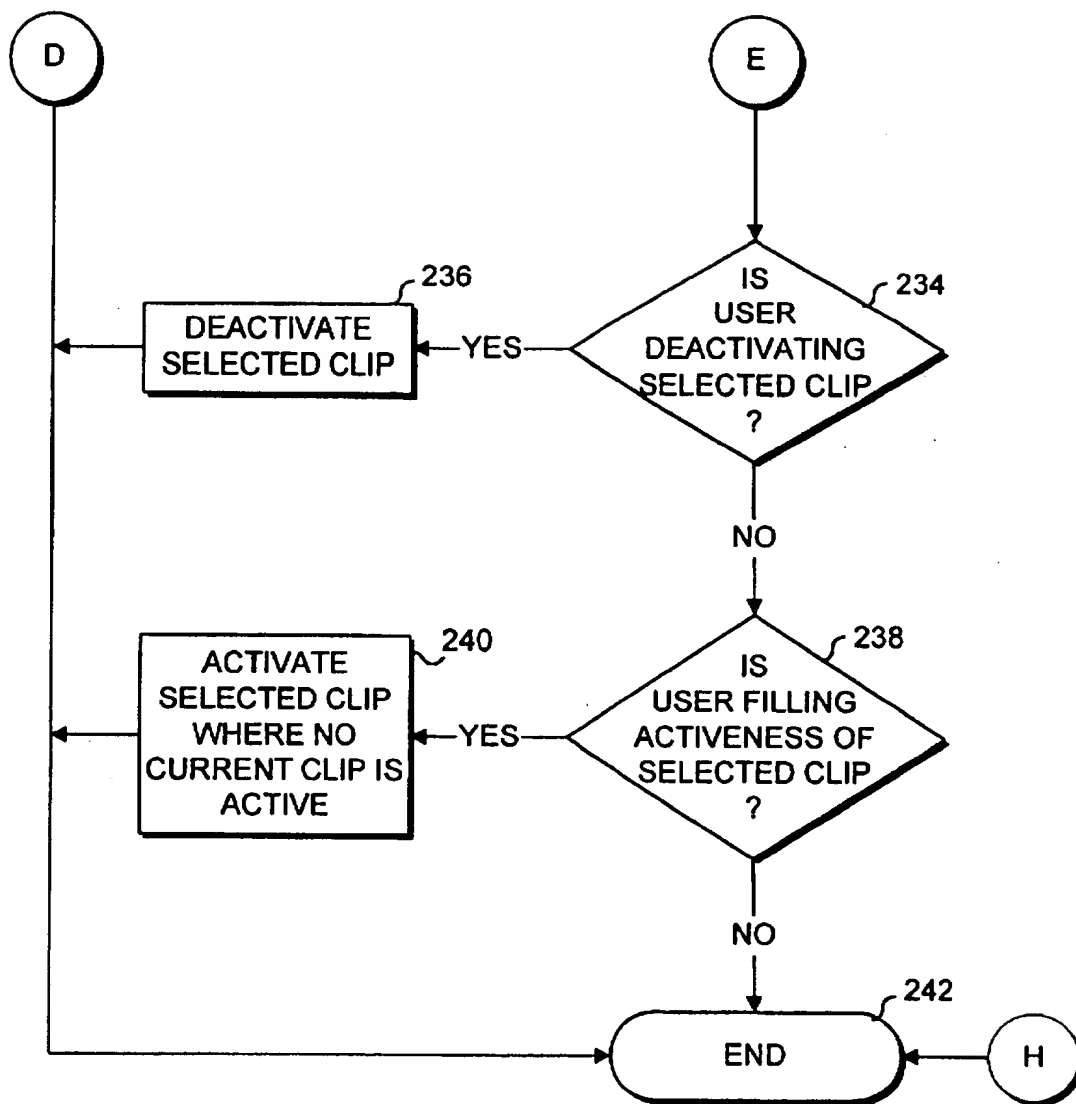 D
E
236
DEACTIVATE
SELECTED CLIP
YES
IS
USER
DEACTIVATING
SELECTED CLIP
?
234
NO
240
ACTIVATE
SELECTED CLIP
WHERE NO
CURRENT CLIP IS
ACTIVE
YES
IS
USER FILLING
ACTIVENESS OF
SELECTED CLIP
?
238
NO
242
END
H